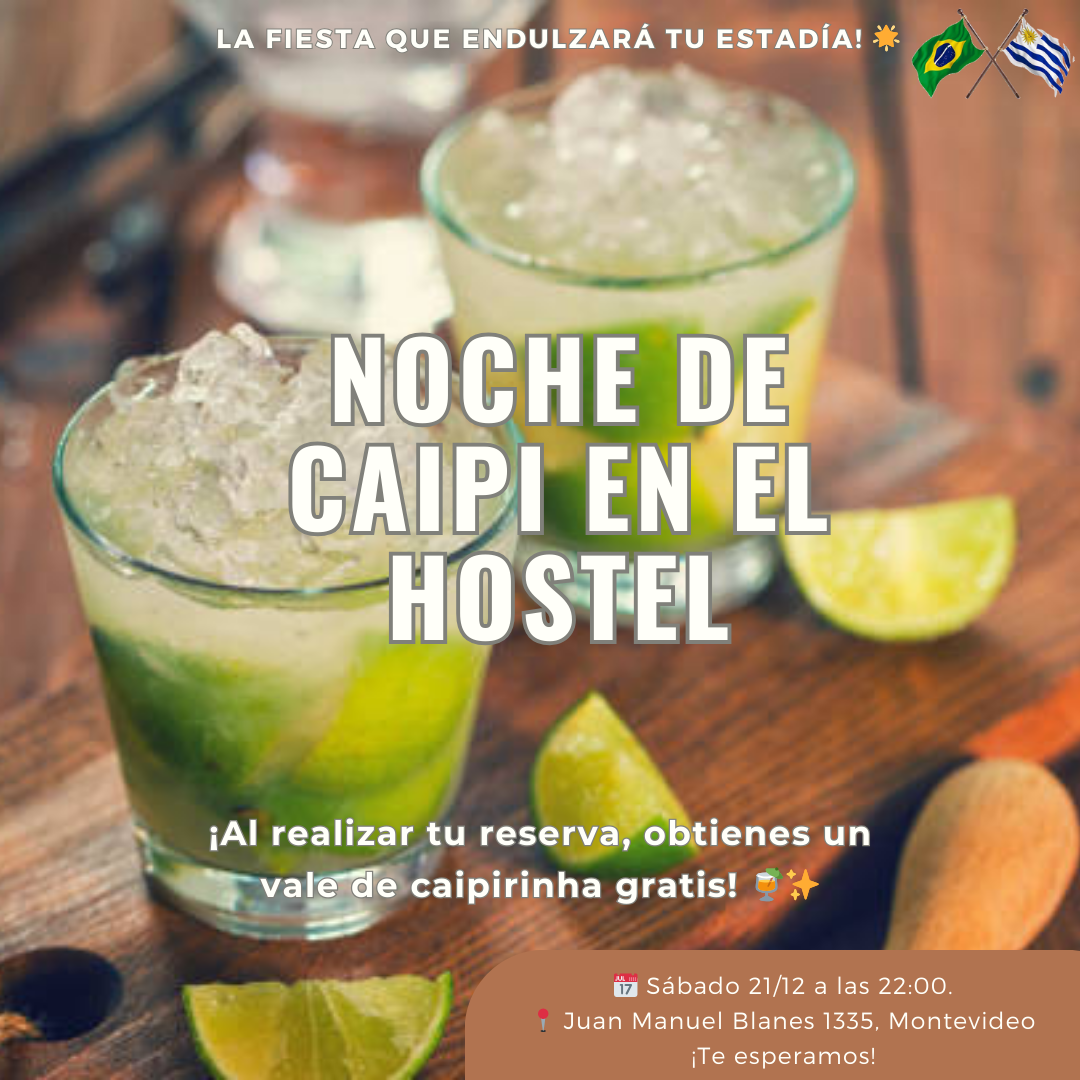 LA FIESTA QUE ENDULZARÁ TU ESTADÍA! 🌟
NOCHE DE
CAIPI EN EL
HOSTEL
¡Al realizar tu reserva, obtienes un
vale de caipirinha gratis! 🍹✨
📅 Sábado 21/12 a las 22:00.
📍 Juan Manuel Blanes 1335, Montevideo
¡Te esperamos!